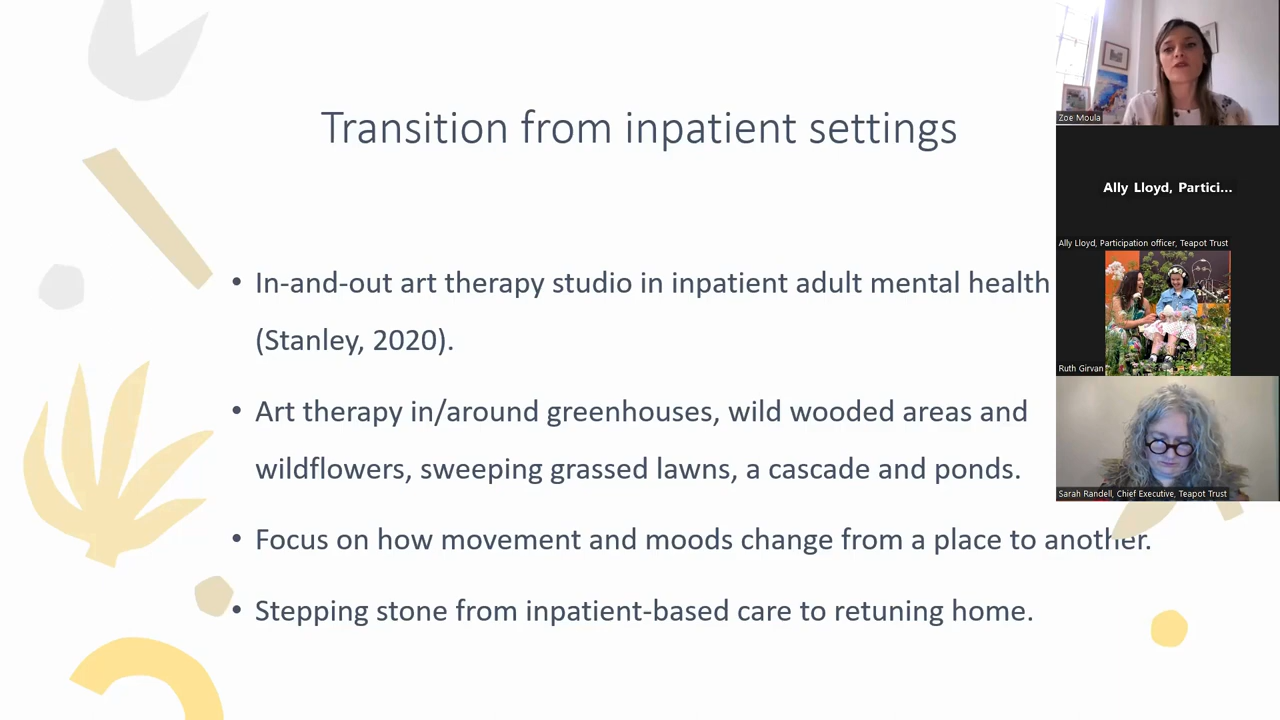 Transition from inpatient settings
• In-and-out art therapy studio in inpatient adult mental health
(Stanley, 2020).
• Art therapy in/around greenhouses, wild wooded areas and
wildflowers, sweeping grassed lawns, a cascade and ponds.
• Focus on how movement and moods change from a place to another.
• Stepping stone from inpatient-based care to retuning home.
Zoe Moula
Ally Lloyd, Partici...
Ally Lloyd, Participation officer, Teapot Trust
Ruth Girvan
Sarah Randell, Chief Executive, Teapot Trust